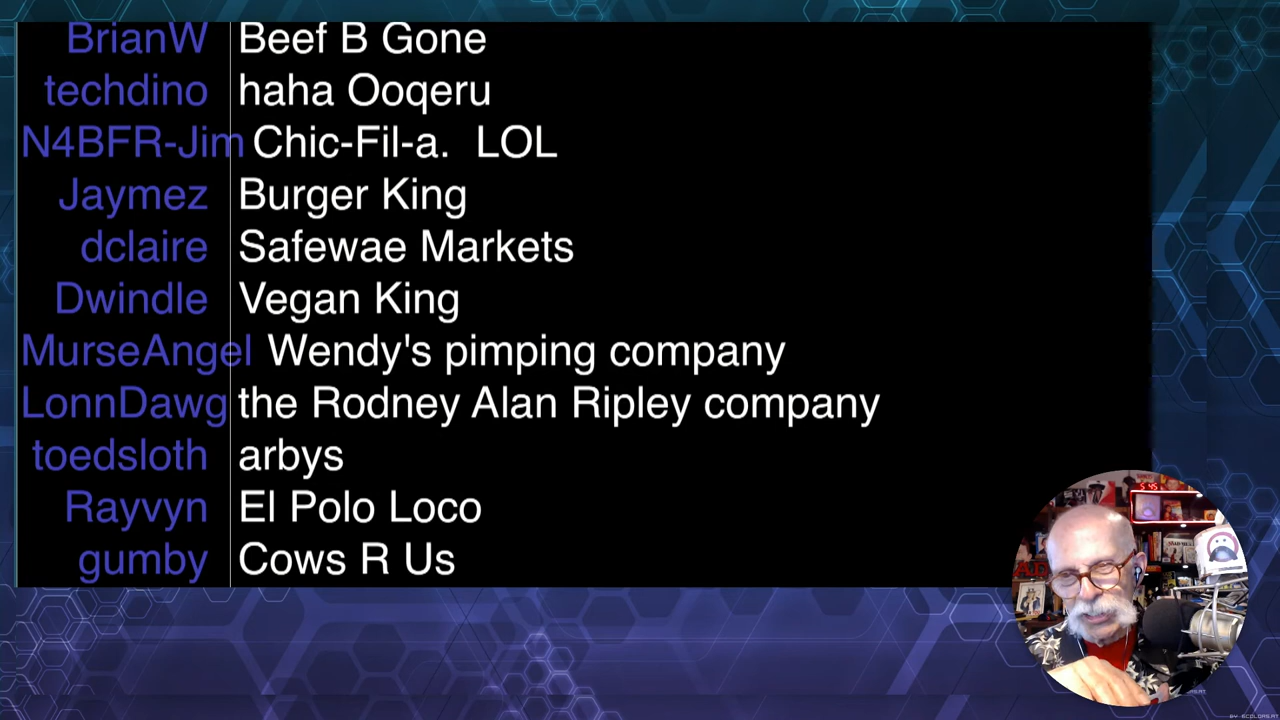 BrianW Beef B Gone
techdino haha Ooqeru
N4BFR-Jim Chic-Fil-a.  LOL
Jaymez Burger King
dclaire Safewae Markets
Dwindle Vegan King
MurseAngel Wendy's pimping company
LonnDawg the Rodney Alan Ripley company
toedsloth arbys
Rayvyn El Polo Loco
gumby Cows R Us
5:45